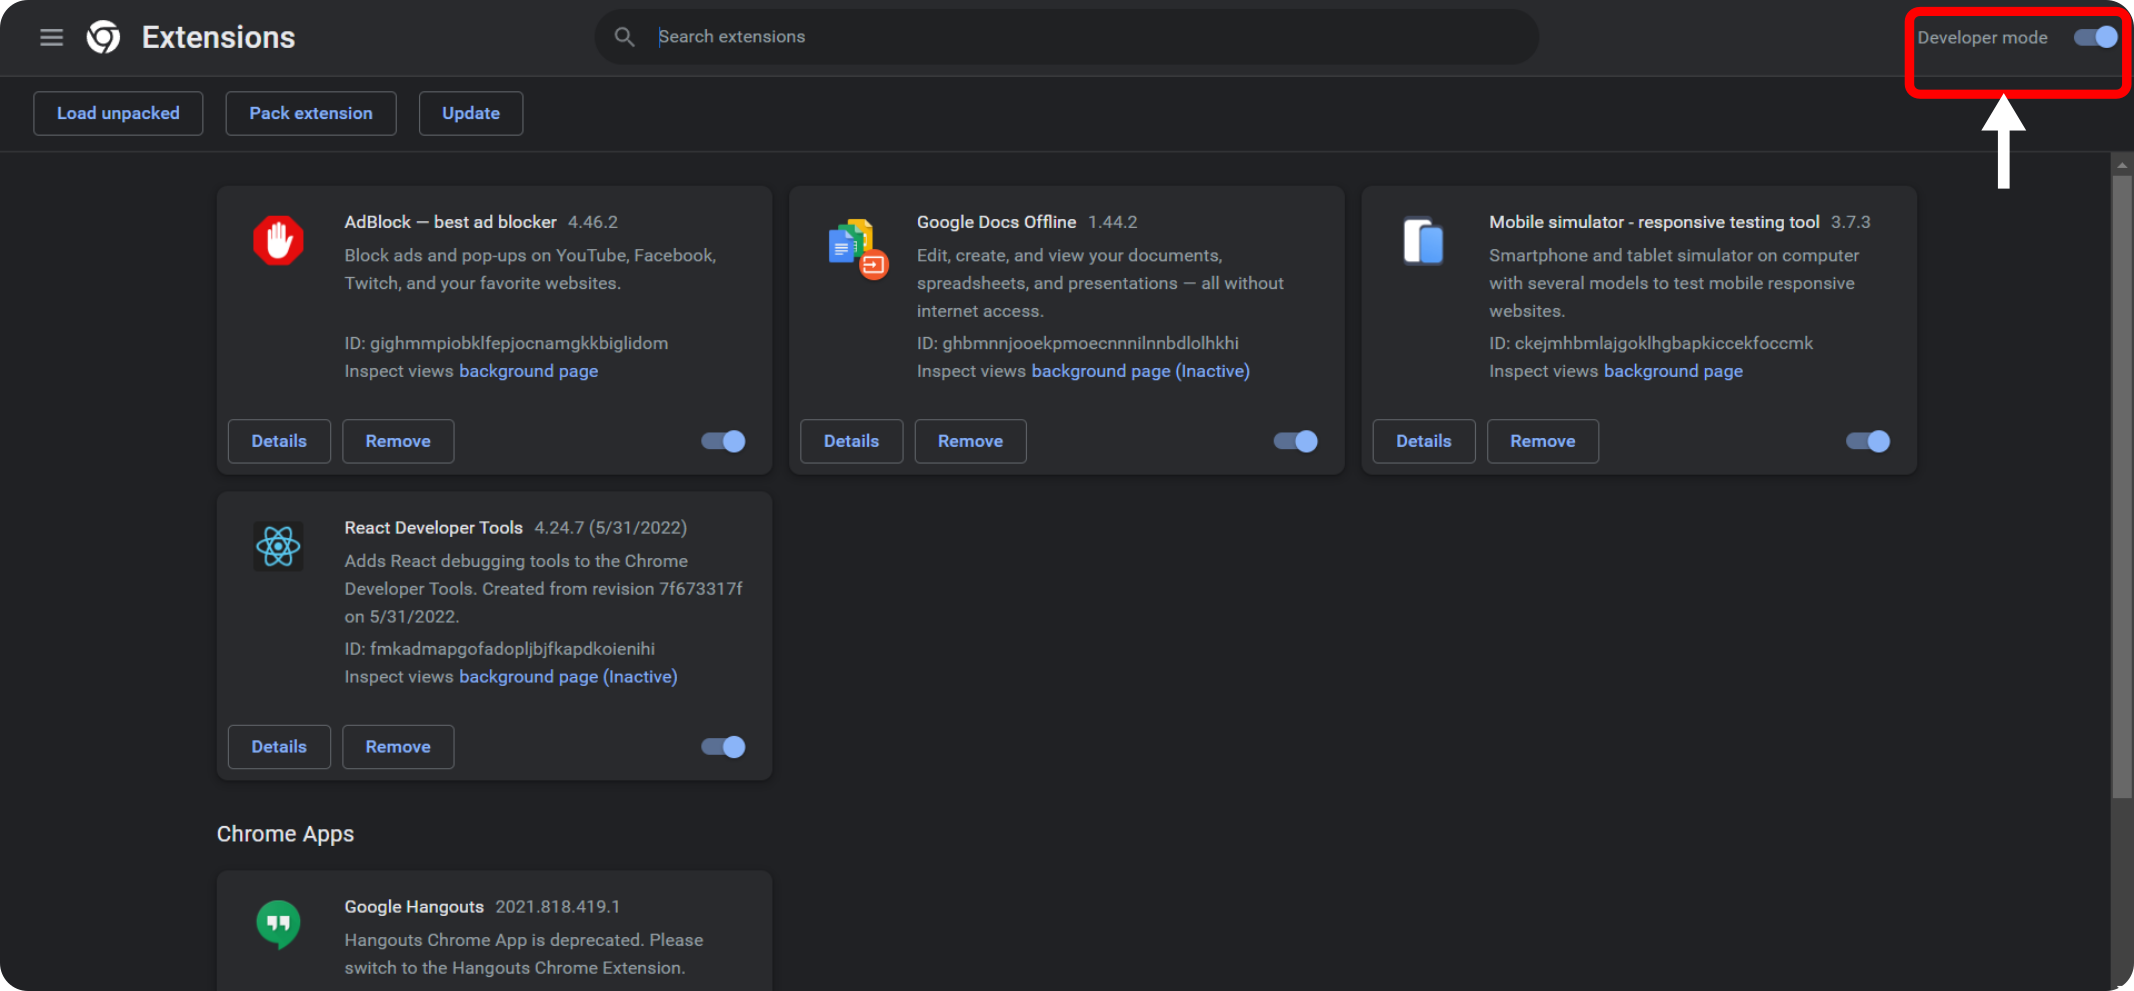 Extensions
Search extensions
Developer mode
Load unpacked
Pack extension
Update
AdBlock — best ad blocker 4.46.2
Block ads and pop-ups on YouTube, Facebook,
Twitch, and your favorite websites.
ID: gighmmpiobklfepjocnamgkkbiglidom
Inspect views background page
Details
Remove
Google Docs Offline 1.44.2
Edit, create, and view your documents,
spreadsheets, and presentations — all without
internet access.
ID: ghbmnnjooekpmoecnnnilnnbdlolhkhi
Inspect views background page (Inactive)
Details
Remove
Mobile simulator - responsive testing tool 3.7.3
Smartphone and tablet simulator on computer
with several models to test mobile responsive
websites.
ID: ckejmhbmlajgoklhgbapkiccekfoccmk
Inspect views background page
Details
Remove
React Developer Tools 4.24.7 (5/31/2022)
Adds React debugging tools to the Chrome
Developer Tools. Created from revision 7f673317f
on 5/31/2022.
ID: fmkadmapgofadopljbjfkapdkoienihi
Inspect views background page (Inactive)
Details
Remove
Chrome Apps
Google Hangouts 2021.818.419.1
Hangouts Chrome App is deprecated. Please
switch to the Hangouts Chrome Extension.